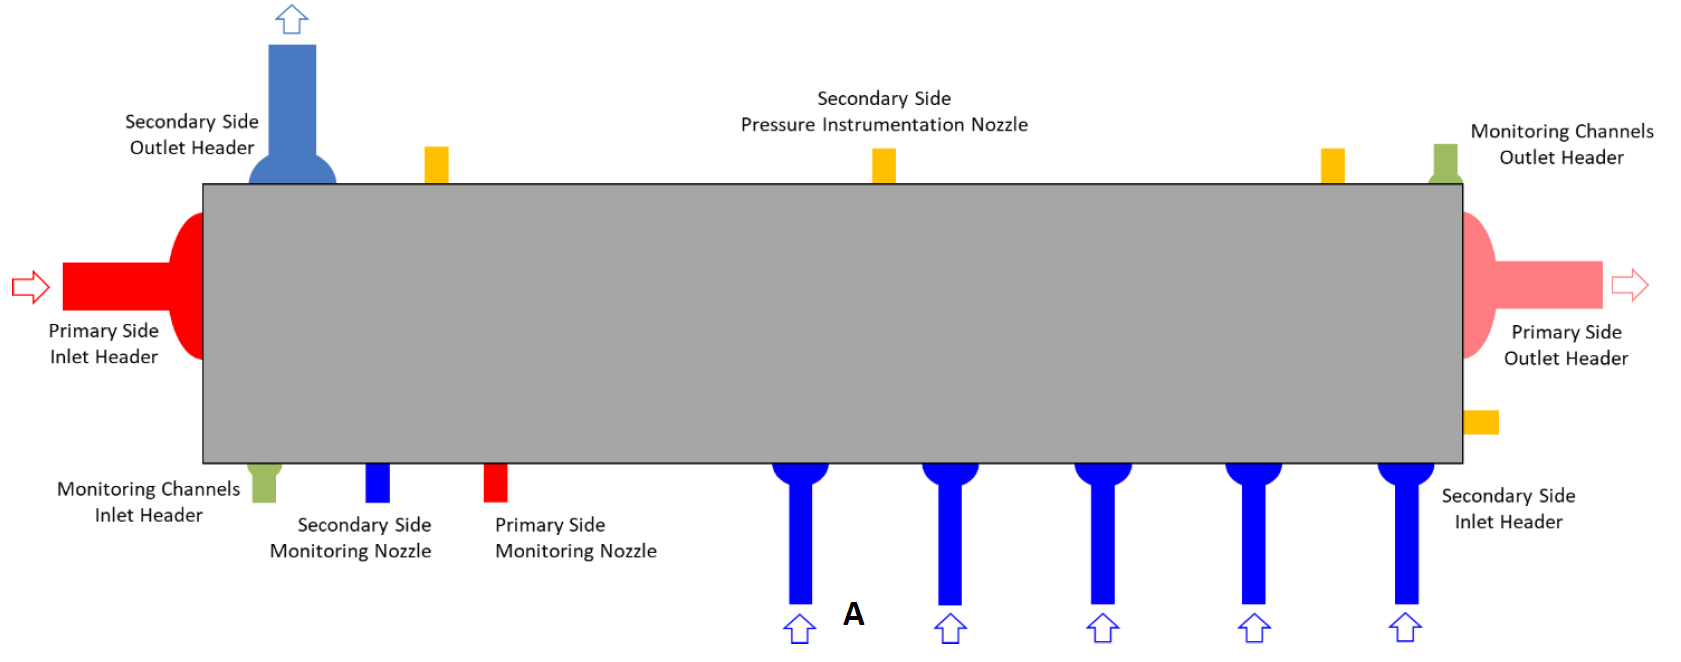 Secondary Side
Outlet Header
Secondary Side
Pressure Instrumentation Nozzle
Monitoring Channels
Outlet Header
Primary Side
Inlet Header
Primary Side
Outlet Header
Monitoring Channels
Inlet Header
Secondary Side
Monitoring Nozzle
Primary Side
Monitoring Nozzle
Secondary Side
Inlet Header
A